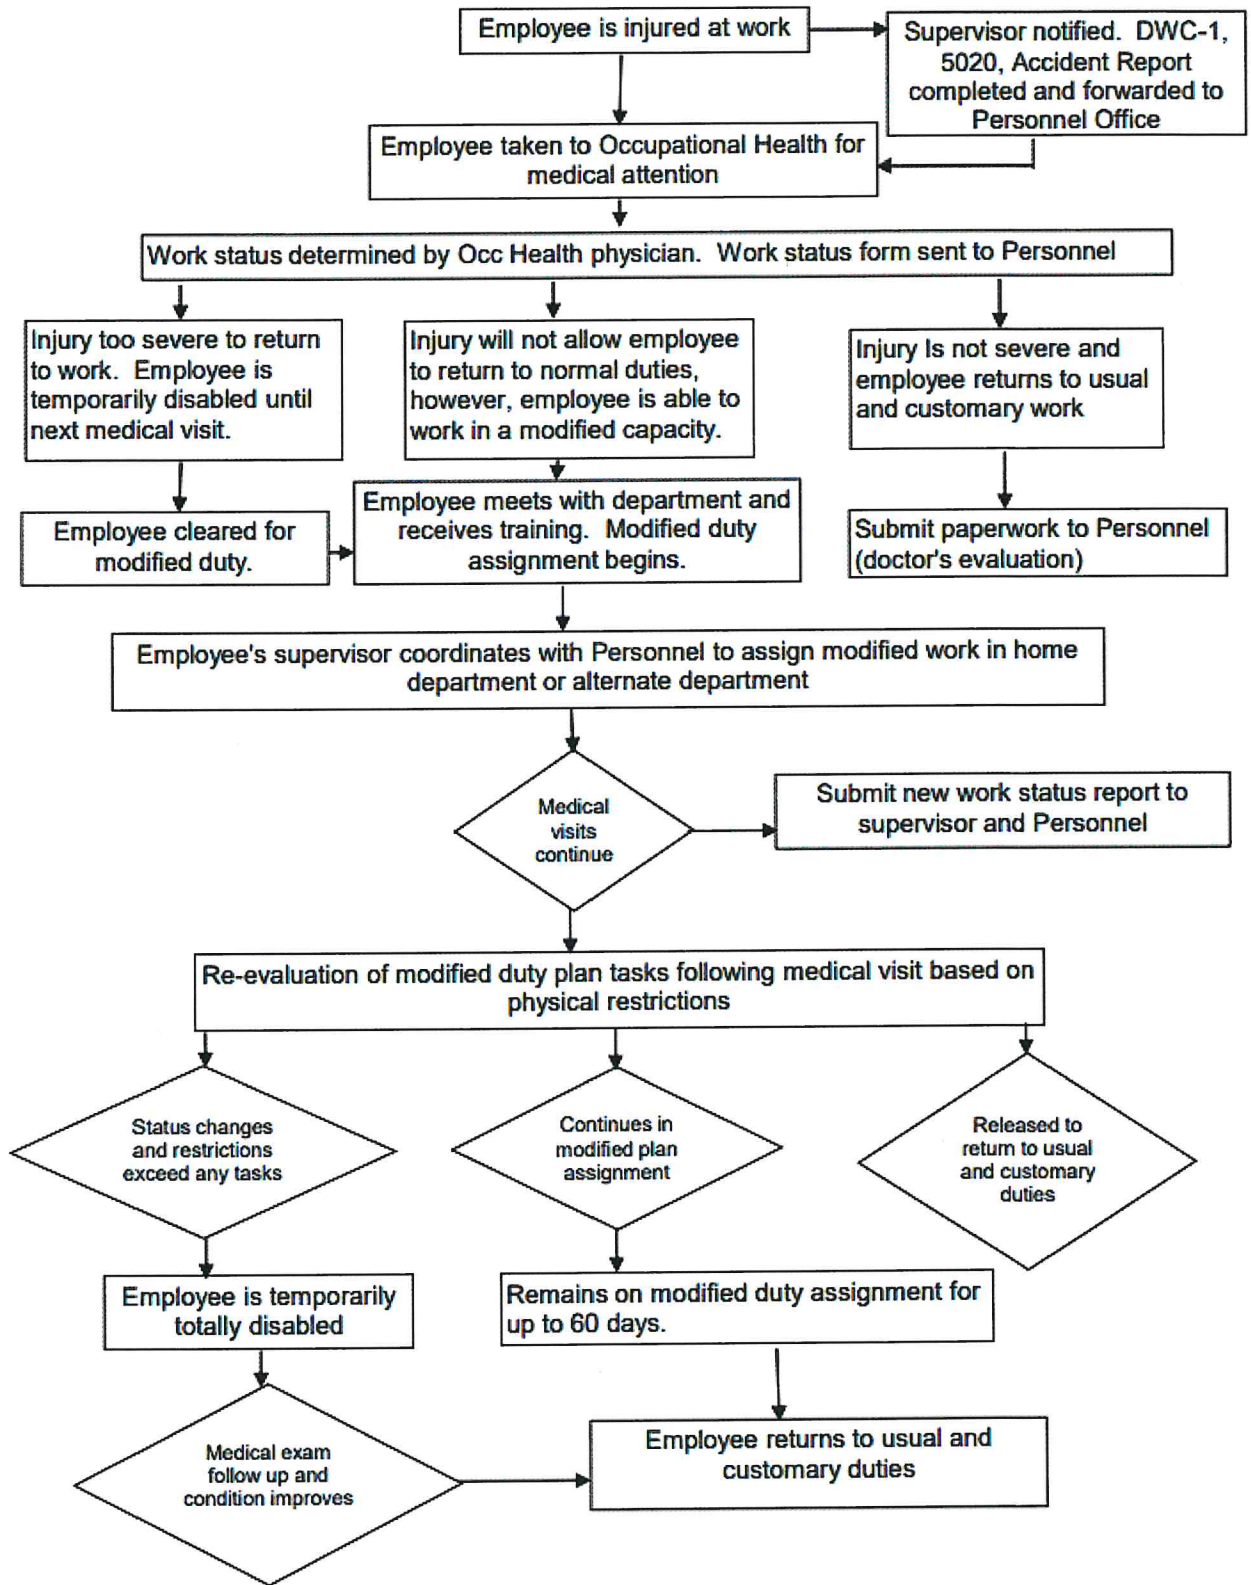 Employee is injured at work
Supervisor notified. DWC-1,
5020, Accident Report
completed and forwarded to
Personnel Office
Employee taken to Occupational Health for
medical attention
Work status determined by Occ Health physician. Work status form sent to Personnel
Injury too severe to return
to work. Employee is
temporarily disabled until
next medical visit.
Injury will not allow employee
to return to normal duties,
however, employee is able to
work in a modified capacity.
Injury Is not severe and
employee returns to usual
and customary work
Employee cleared for
modified duty.
Employee meets with department and
receives training. Modified duty
assignment begins.
Submit paperwork to Personnel
(doctor's evaluation)
Employee's supervisor coordinates with Personnel to assign modified work in home
department or alternate department
Medical
visits
continue
Submit new work status report to
supervisor and Personnel
Re-evaluation of modified duty plan tasks following medical visit based on
physical restrictions
Status changes
and restrictions
exceed any tasks
Continues in
modified plan
assignment
Released to
return to usual
and customary
duties
Employee is temporarily
totally disabled
Remains on modified duty assignment for
up to 60 days.
Medical exam
follow up and
condition improves
Employee returns to usual and
customary duties